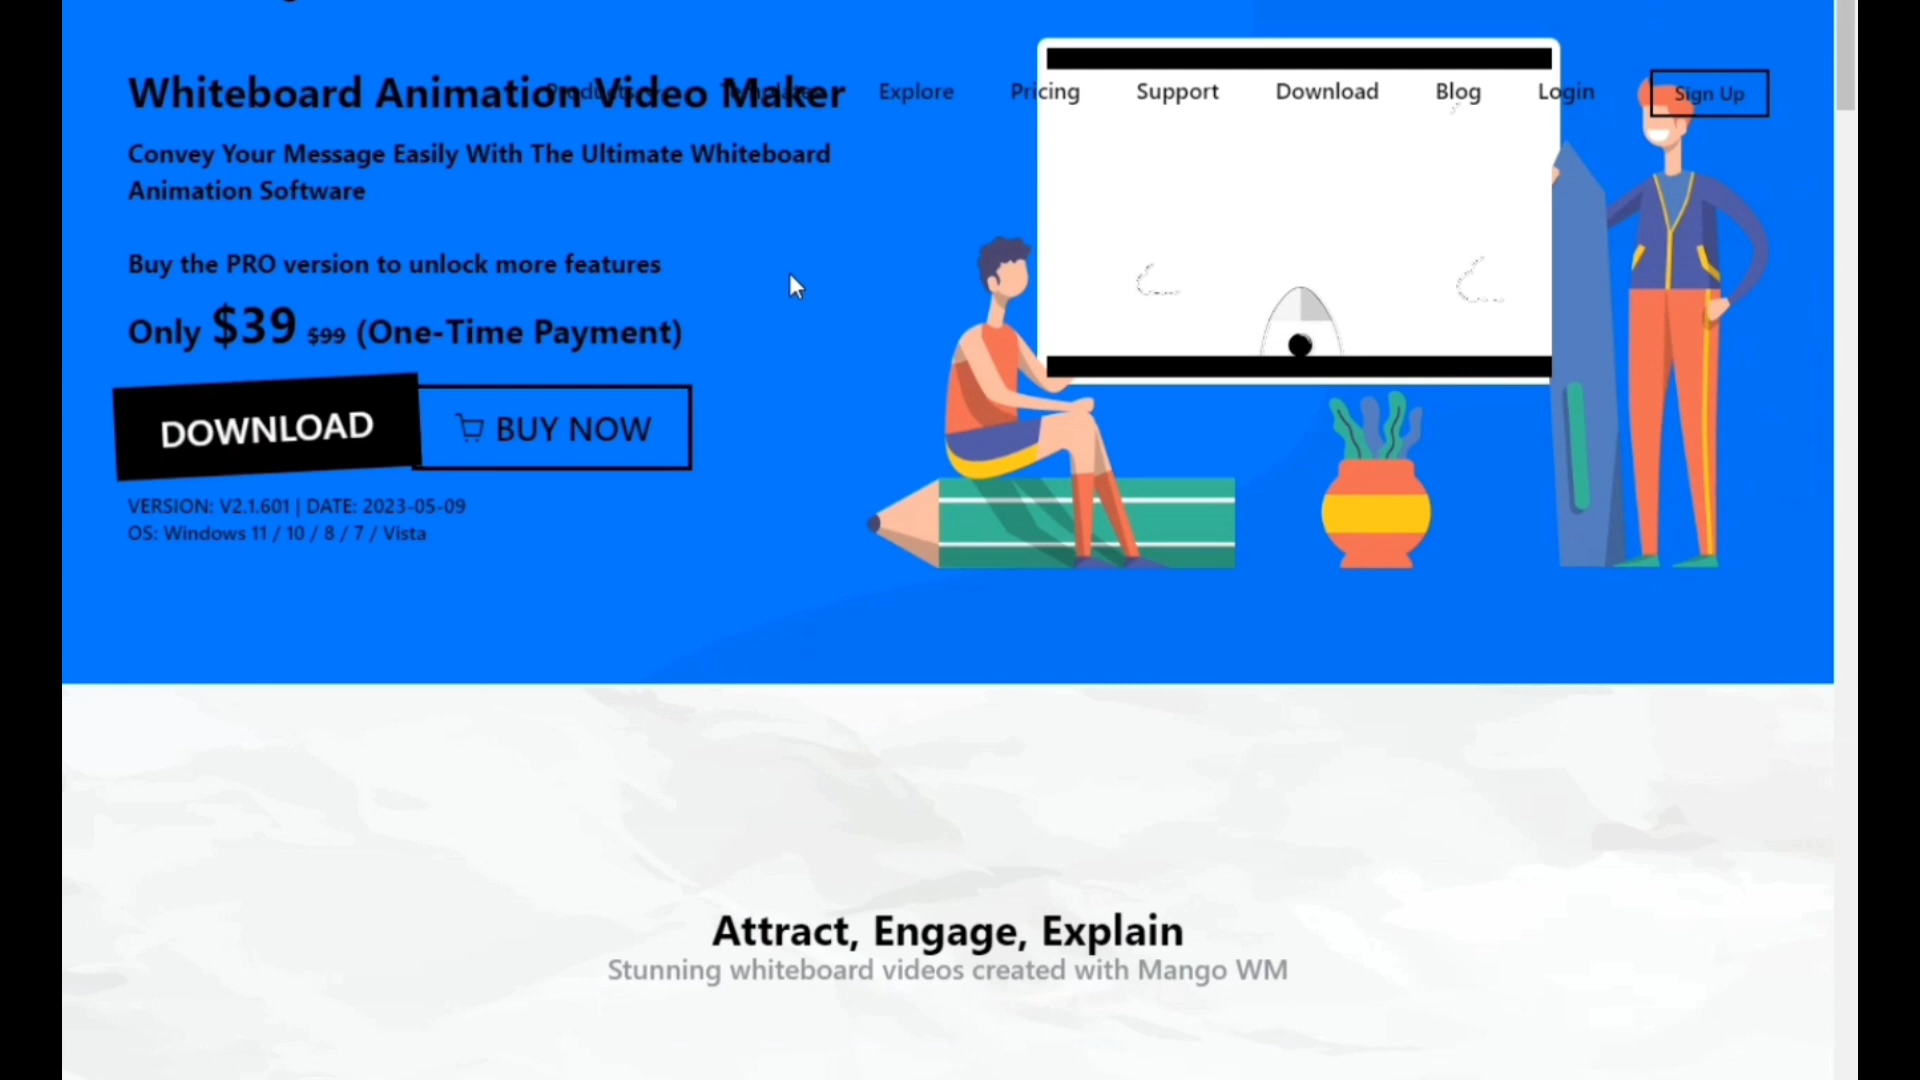 Whiteboard Animation Video Maker
Explore
Pricing
Support
Download
Blog
Login
Sign Up
Convey Your Message Easily With The Ultimate Whiteboard
Animation Software
Buy the PRO version to unlock more features
Only $39 $99 (One-Time Payment)
DOWNLOAD
BUY NOW
VERSION: V2.1.601 | DATE: 2023-05-09
OS: Windows 11 / 10 / 8 / 7 / Vista
Attract, Engage, Explain
Stunning whiteboard videos created with Mango WM